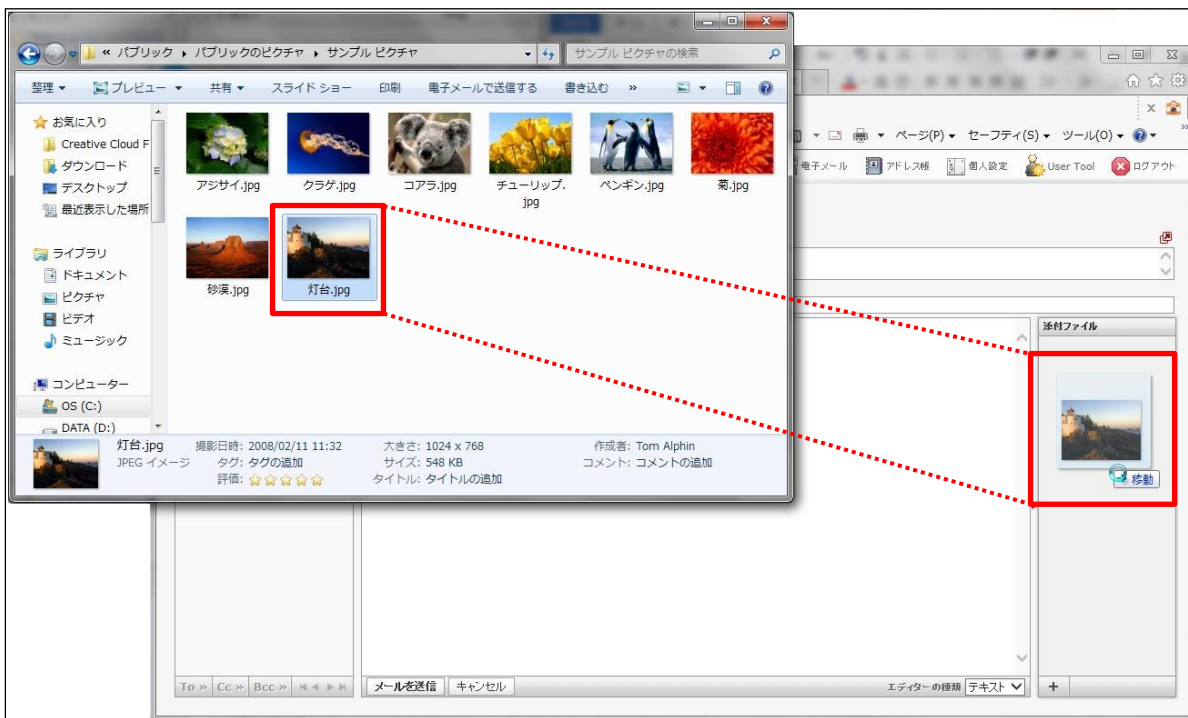 « パブリック ▸ パブリックのピクチャ ▸ サンプル ピクチャ
サンプル ピクチャの検索
整理 プレビュー 共有 スライド ショー 印刷 電子メールで送信する 書き込む »
お気に入り
Creative Cloud F
ダウンロード
デスクトップ
最近表示した場所
ライブラリ
ドキュメント
ピクチャ
ビデオ
ミュージック
コンピューター
OS (C:)
DATA (D:)
アジサイ.jpg
クラゲ.jpg
コアラ.jpg
チューリップ.
jpg
ペンギン.jpg
菊.jpg
砂漠.jpg
灯台.jpg
灯台.jpg 撮影日時: 2008/02/11 11:32 大きさ: 1024 x 768 作成者: Tom Alphin
JPEG イメージ タグ: タグの追加 サイズ: 548 KB コメント: コメントの追加
評価: タイトル: タイトルの追加
ページ(P) セーフティ(S) ツール(O) »
電子メール アドレス帳 個人設定 User Tool ログアウト
添付ファイル
移動
To » Cc » Bcc »
メールを送信 キャンセル
エディターの種類 テキスト
+